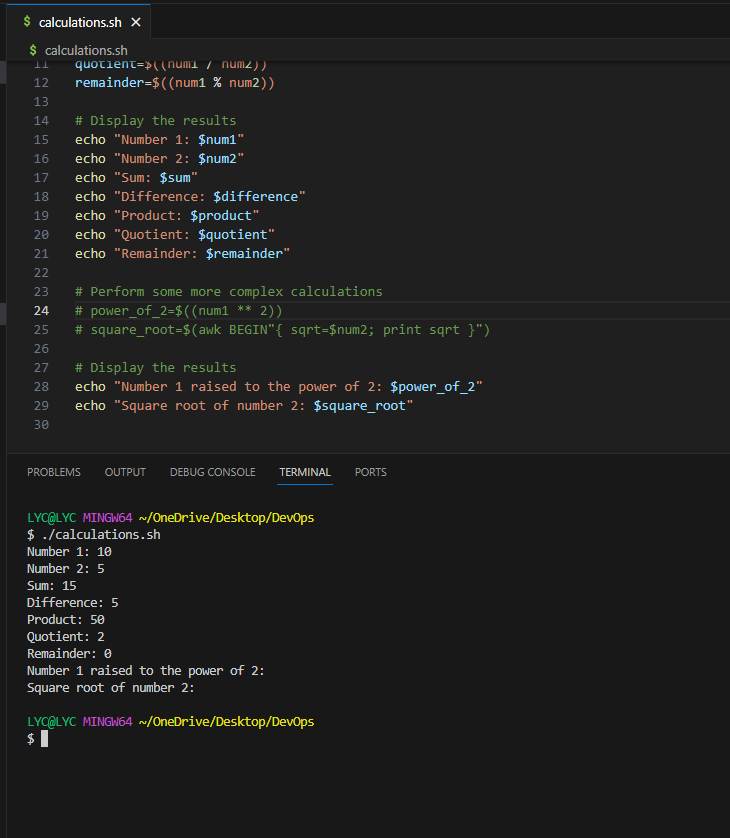 $ calculations.sh ×
$ calculations.sh
11 quotient=$((num1 / num2))
12 remainder=$((num1 % num2))
13
14 # Display the results
15 echo "Number 1: $num1"
16 echo "Number 2: $num2"
17 echo "Sum: $sum"
18 echo "Difference: $difference"
19 echo "Product: $product"
20 echo "Quotient: $quotient"
21 echo "Remainder: $remainder"
22
23 # Perform some more complex calculations
24 # power_of_2=$((num1 ** 2))
25 # square_root=$(awk BEGIN"{ sqrt=$num2; print sqrt }")
26
27 # Display the results
28 echo "Number 1 raised to the power of 2: $power_of_2"
29 echo "Square root of number 2: $square_root"
30
PROBLEMS OUTPUT DEBUG CONSOLE TERMINAL PORTS
LYC@LYC MINGW64 ~/OneDrive/Desktop/DevOps
$ ./calculations.sh
Number 1: 10
Number 2: 5
Sum: 15
Difference: 5
Product: 50
Quotient: 2
Remainder: 0
Number 1 raised to the power of 2:
Square root of number 2:
LYC@LYC MINGW64 ~/OneDrive/Desktop/DevOps
$